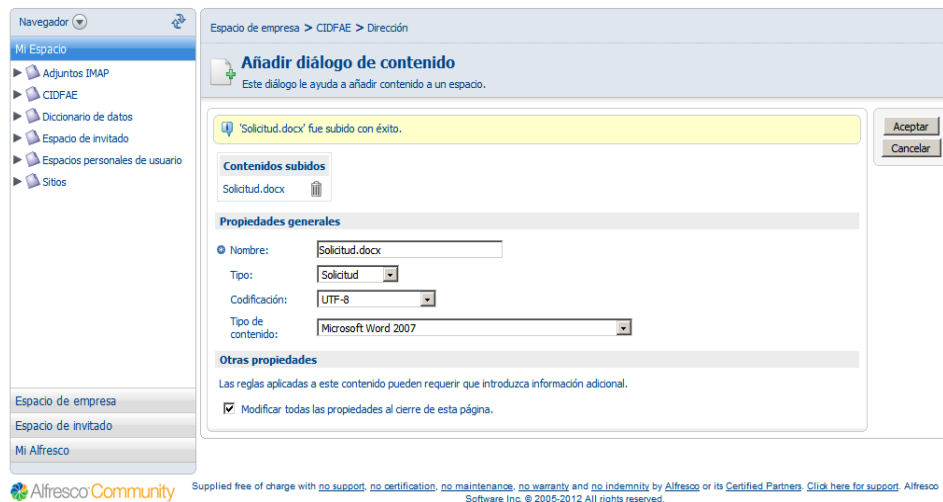 Navegador
Mi Espacio
Adjuntos IMAP
CIDFAE
Diccionario de datos
Espacio de invitado
Espacios personales de usuario
Sitios
Espacio de empresa
Espacio de invitado
Mi Alfresco
Espacio de empresa > CIDFAE > Dirección
Añadir diálogo de contenido
Este diálogo le ayuda a añadir contenido a un espacio.
'Solicitud.docx' fue subido con éxito.
Contenidos subidos
Solicitud.docx
Propiedades generales
Nombre: Solicitud.docx
Tipo: Solicitud
Codificación: UTF-8
Tipo de
contenido: Microsoft Word 2007
Otras propiedades
Las reglas aplicadas a este contenido pueden requerir que introduzca información adicional.
Modificar todas las propiedades al cierre de esta página.
Aceptar
Cancelar
Alfresco Community
Supplied free of charge with no support, no certification, no maintenance, no warranty and no indemnity by Alfresco or its Certified Partners. Click here for support. Alfresco
Software Inc. © 2005-2012 All rights reserved.